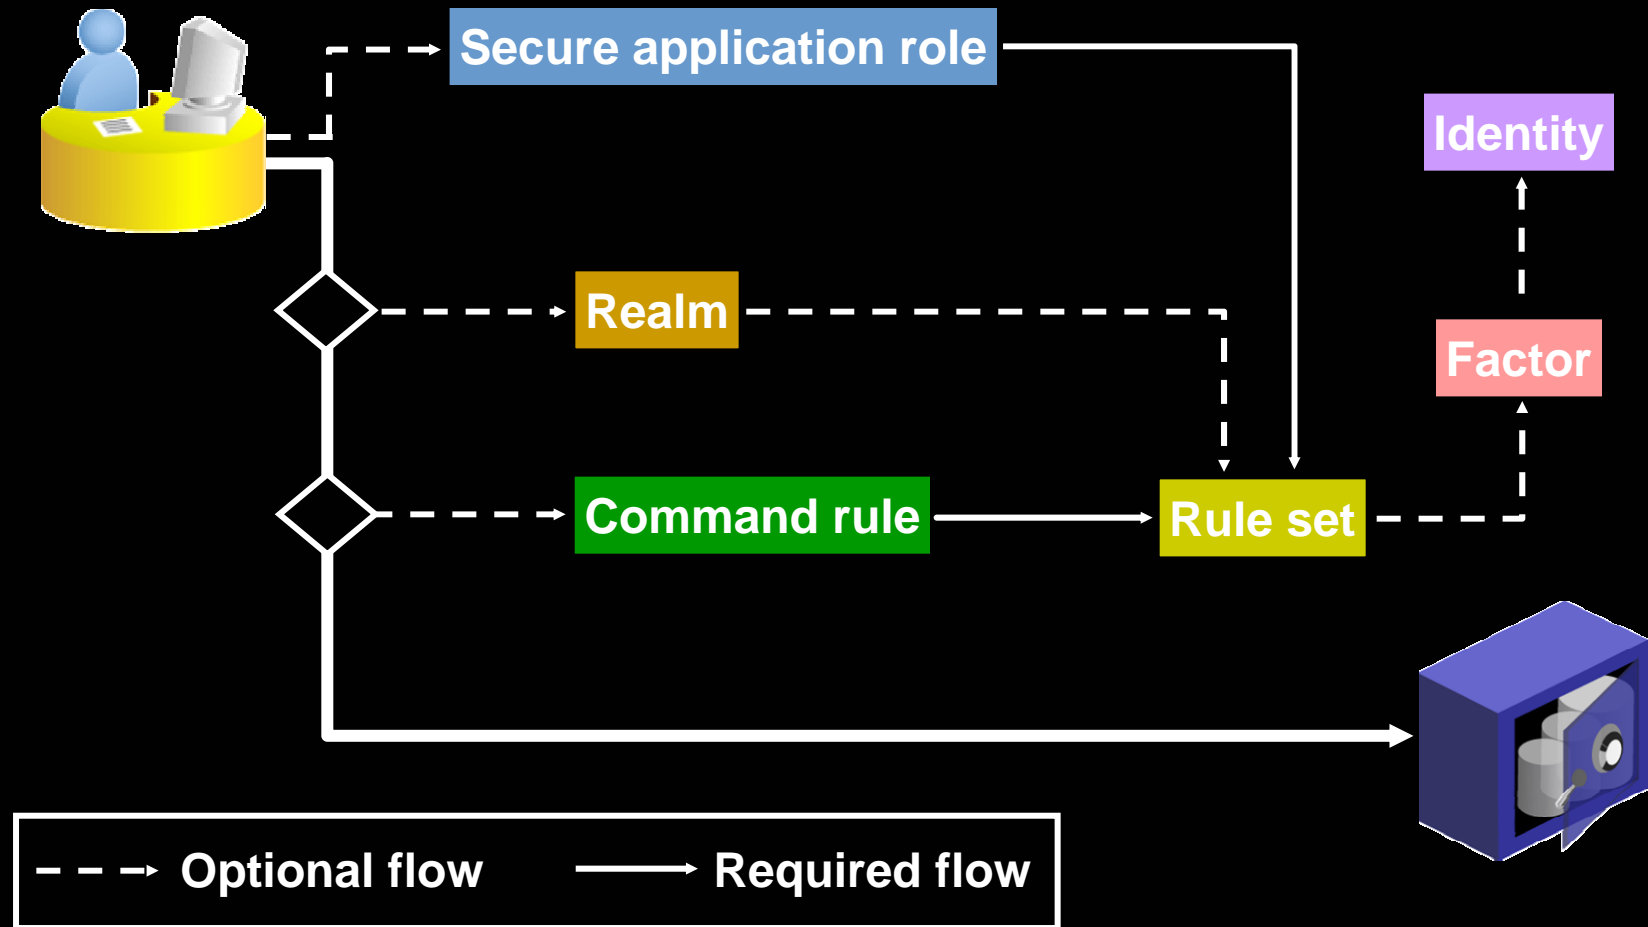 Secure application role
Identity
Realm
Factor
Command rule
Rule set
Optional flow
Required flow